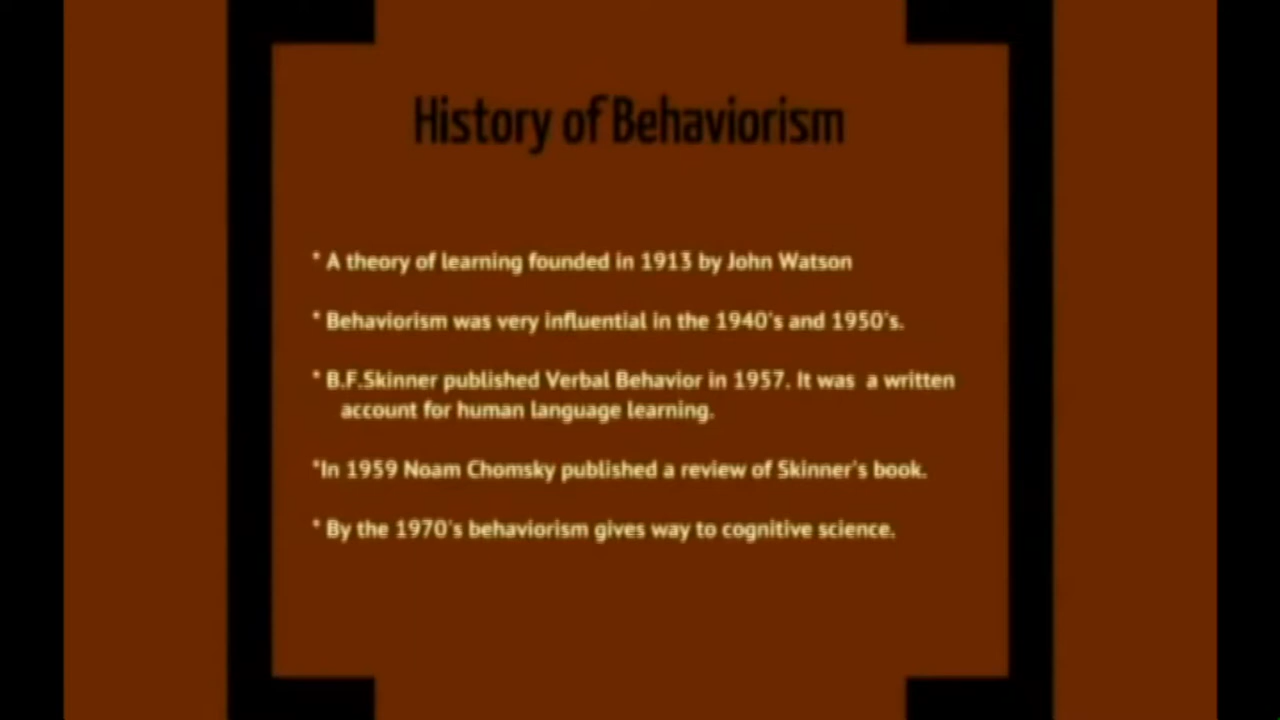 History of Behaviorism
* A theory of learning founded in 1913 by John Watson
* Behaviorism was very influential in the 1940's and 1950's.
* B.F.Skinner published Verbal Behavior in 1957. It was  a written
account for human language learning.
*In 1959 Noam Chomsky published a review of Skinner's book.
* By the 1970's behaviorism gives way to cognitive science.